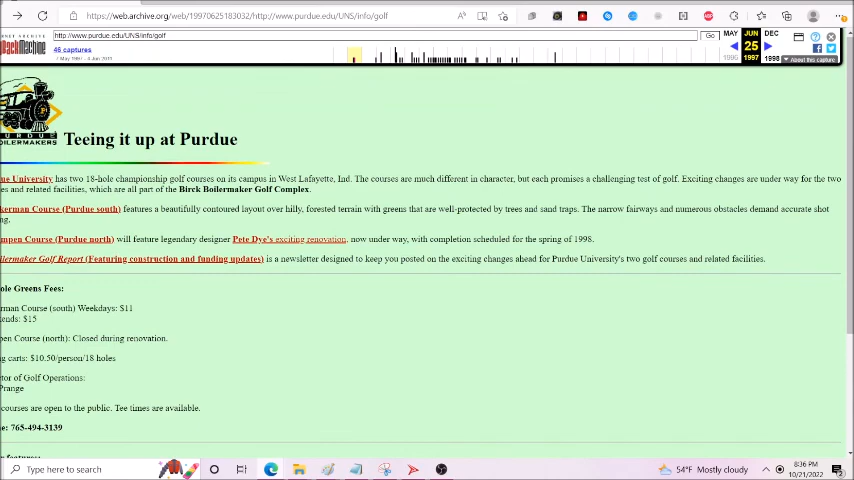 https://web.archive.org/web/19970625183032/http://www.purdue.edu/UNS/info/golf
http://www.purdue.edu/UNS/info/golf
Go
MAY
JUN
DEC
46 captures
25
1996
1997
1998
About this capture
PURDUE
BOILERMAKERS
Teeing it up at Purdue
ue University has two 18-hole championship golf courses on its campus in West Lafayette, Ind. The courses are much different in character, but each promises a challenging test of golf. Exciting changes are under way for the two
es and related facilities, which are all part of the Birck Boilermaker Golf Complex.
kerman Course (Purdue south) features a beautifully contoured layout over hilly, forested terrain with greens that are well-protected by trees and sand traps. The narrow fairways and numerous obstacles demand accurate shot
ng,
mpen Course (Purdue north) will feature legendary designer Pete Dye's exciting renovation, now under way, with completion scheduled for the spring of 1998.
ilermaker Golf Report (Featuring construction and funding updates) is a newsletter designed to keep you posted on the exciting changes ahead for Purdue University's two golf courses and related facilities.
ole Greens Fees:
rman Course (south) Weekdays: $11
ends: $15
pen Course (north): Closed during renovation.
g carts: $10.50/person/18 holes
tor of Golf Operations:
Prange
courses are open to the public. Tee times are available.
e: 765-494-3139
r features:
Type here to search
54°F Mostly cloudy
8:36 PM
10/21/2022